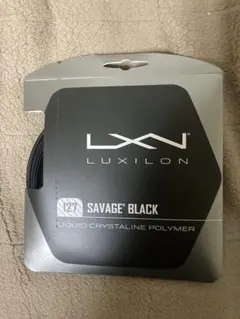 LXN
LUXILON
127 SAVAGE® BLACK
LIQUID CRYSTALINE POLYMER